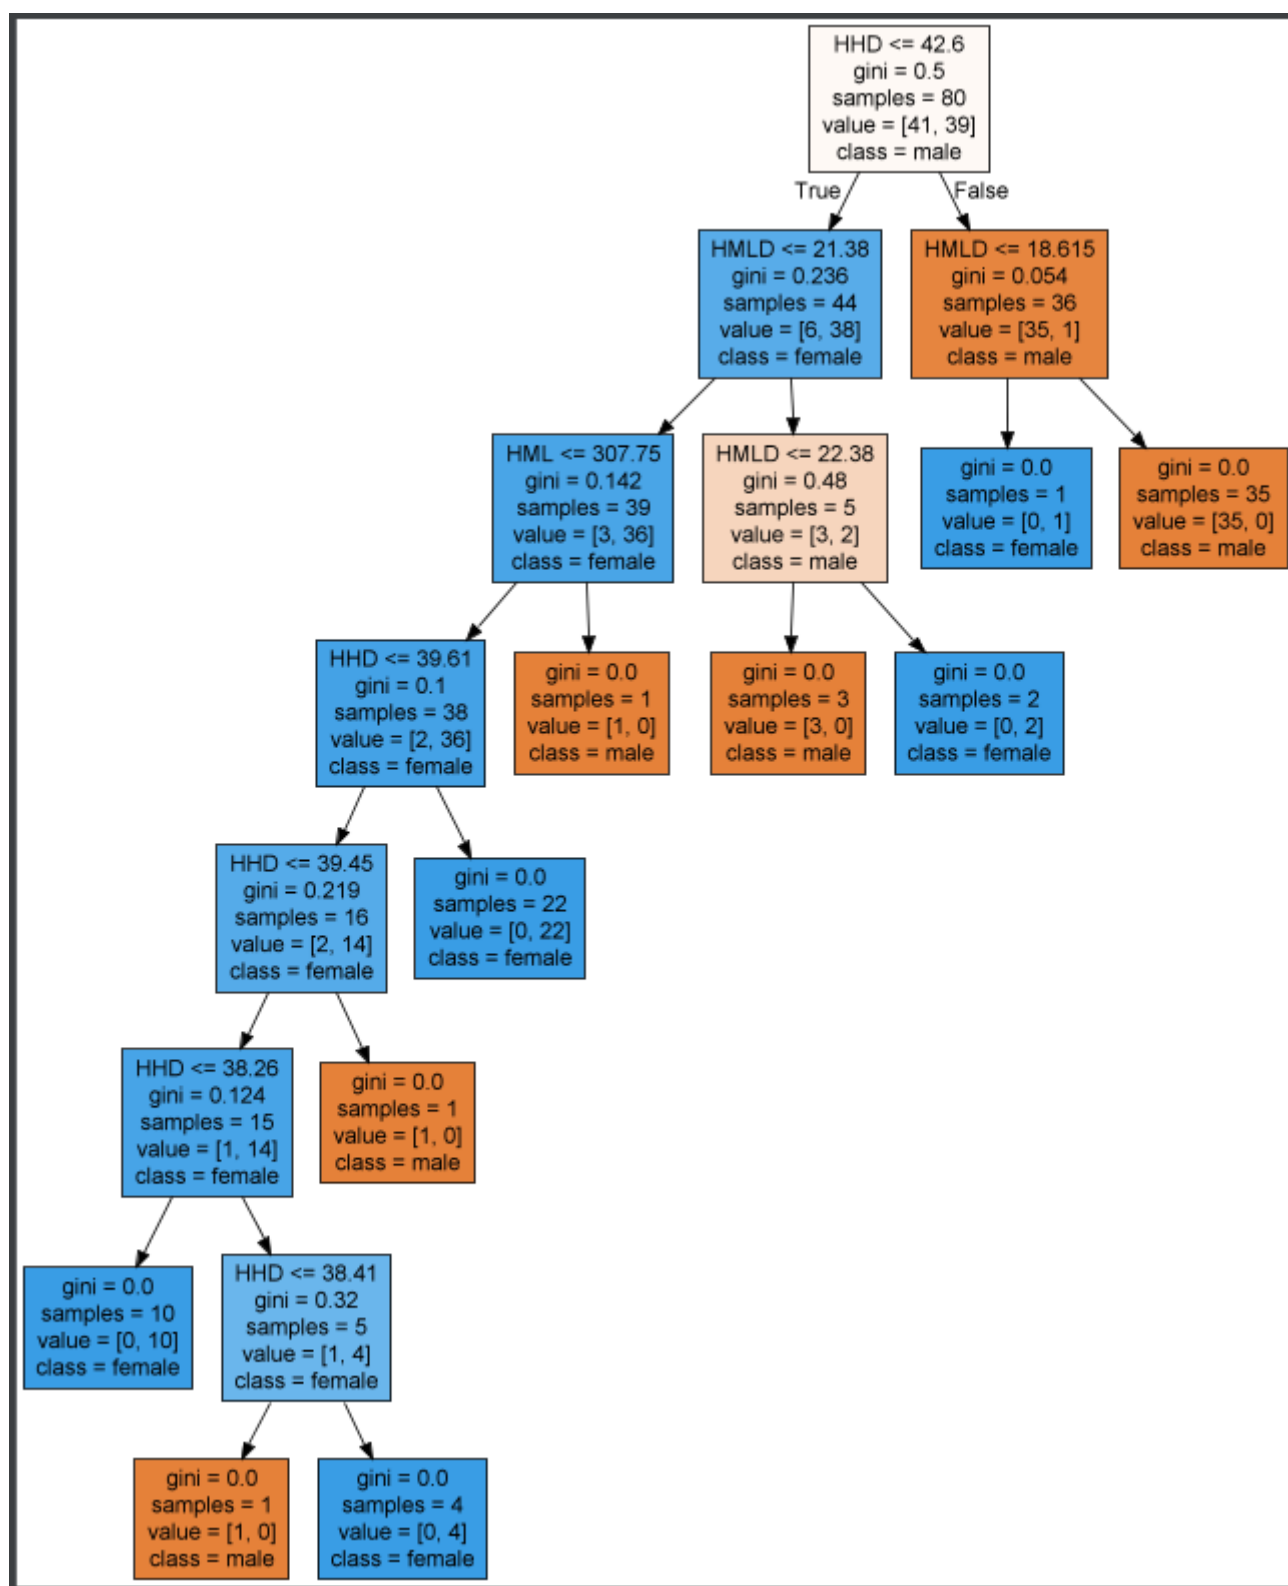 HHD <= 42.6
gini = 0.5
samples = 80
value = [41, 39]
class = male
True
False
HMLD <= 21.38
gini = 0.236
samples = 44
value = [6, 38]
class = female
HMLD <= 18.615
gini = 0.054
samples = 36
value = [35, 1]
class = male
HML <= 307.75
gini = 0.142
samples = 39
value = [3, 36]
class = female
HMLD <= 22.38
gini = 0.48
samples = 5
value = [3, 2]
class = male
gini = 0.0
samples = 1
value = [0, 1]
class = female
gini = 0.0
samples = 35
value = [35, 0]
class = male
HHD <= 39.61
gini = 0.1
samples = 38
value = [2, 36]
class = female
gini = 0.0
samples = 1
value = [1, 0]
class = male
gini = 0.0
samples = 3
value = [3, 0]
class = male
gini = 0.0
samples = 2
value = [0, 2]
class = female
HHD <= 39.45
gini = 0.219
samples = 16
value = [2, 14]
class = female
gini = 0.0
samples = 22
value = [0, 22]
class = female
HHD <= 38.26
gini = 0.124
samples = 15
value = [1, 14]
class = female
gini = 0.0
samples = 1
value = [1, 0]
class = male
gini = 0.0
samples = 10
value = [0, 10]
class = female
HHD <= 38.41
gini = 0.32
samples = 5
value = [1, 4]
class = female
gini = 0.0
samples = 1
value = [1, 0]
class = male
gini = 0.0
samples = 4
value = [0, 4]
class = female